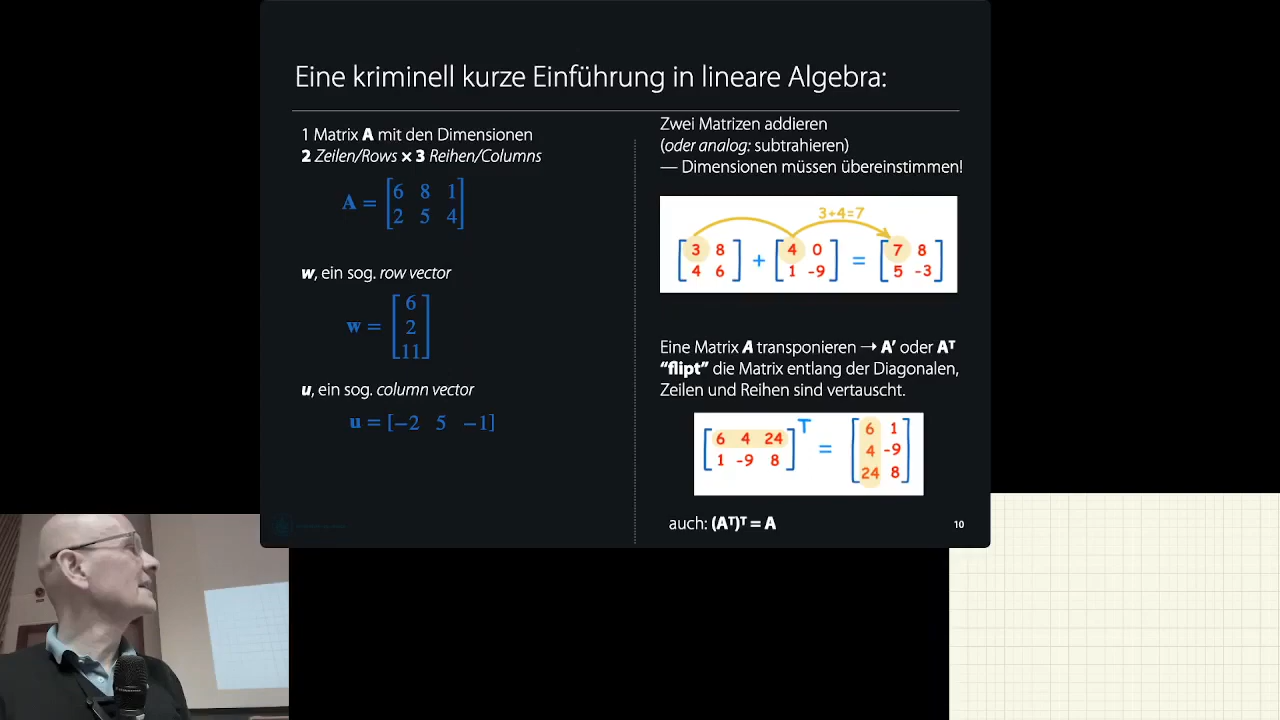 Eine kriminell kurze Einführung in lineare Algebra:
1 Matrix A mit den Dimensionen
2 Zeilen/Rows × 3 Reihen/Columns
A = [6 8 1
2 5 4]
w, ein sog. row vector
w = [6
2
11]
u, ein sog. column vector
u = [−2 5 −1]
Zwei Matrizen addieren
(oder analog: subtrahieren)
— Dimensionen müssen übereinstimmen!
3+4=7
[3 8 + [4 0 = [7 8
4 6] 1 -9] 5 -3]
Eine Matrix A transponieren → A′ oder Aᵀ
“flipt” die Matrix entlang der Diagonalen,
Zeilen und Reihen sind vertauscht.
[6 4 24
1 -9 8]ᵀ =
[6 1
4 -9
24 8]
auch: (Aᵀ)ᵀ = A
10